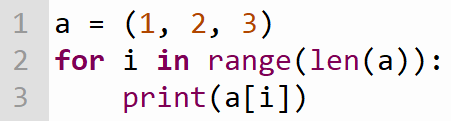 1 a = (1, 2, 3)
2 for i in range(len(a)):
3     print(a[i])